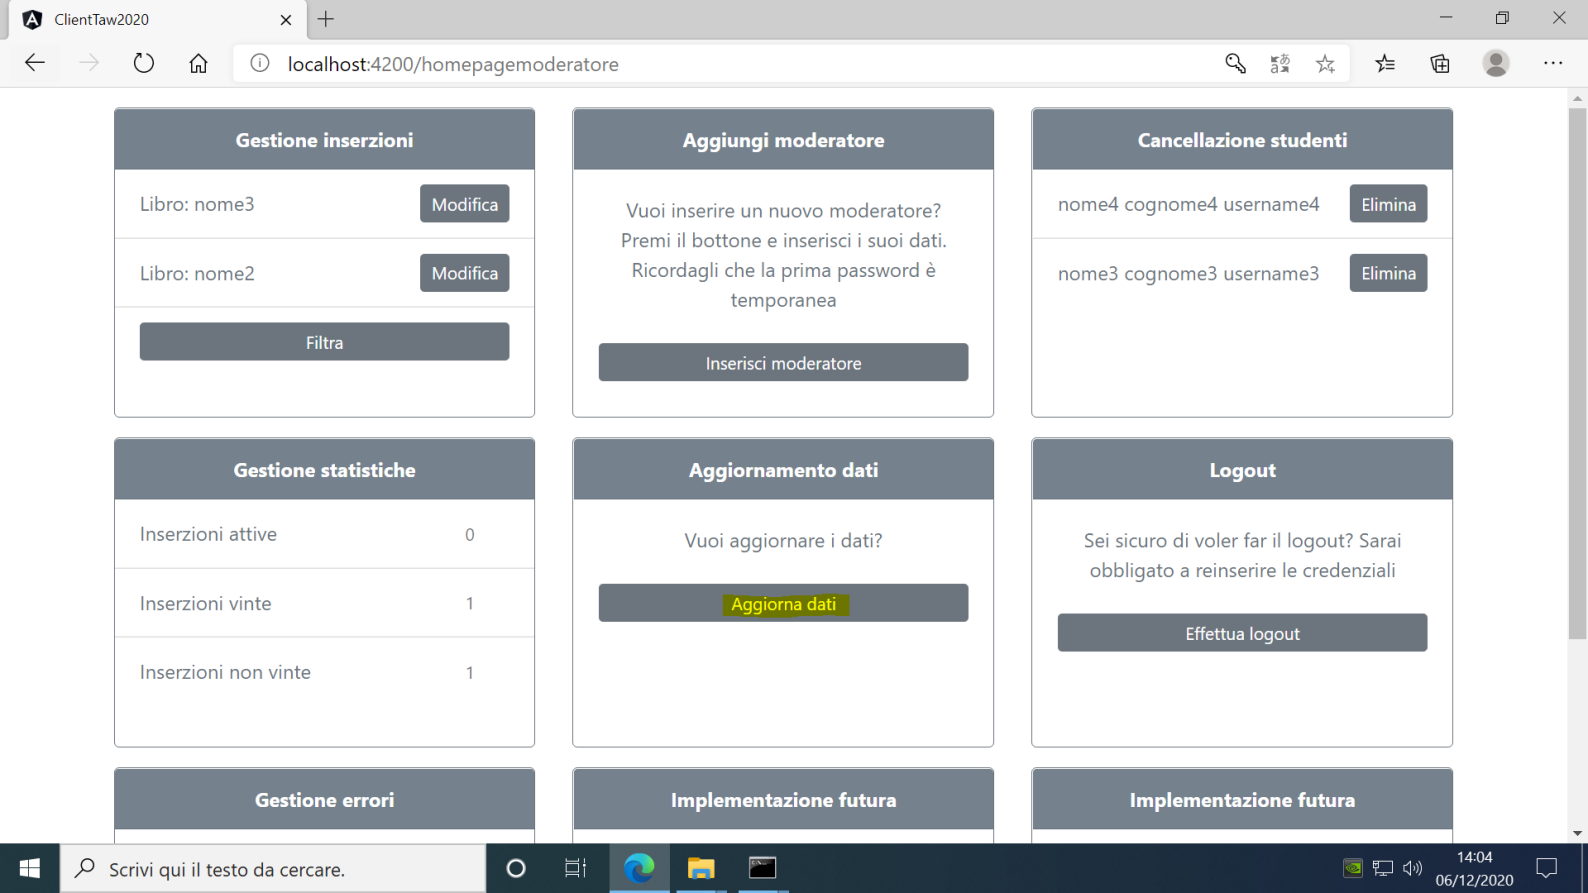 ClientTaw2020
localhost:4200/homepagemoderatore
Gestione inserzioni
Libro: nome3
Modifica
Libro: nome2
Modifica
Filtra
Aggiungi moderatore
Vuoi inserire un nuovo moderatore?
Premi il bottone e inserisci i suoi dati.
Ricordagli che la prima password è
temporanea
Inserisci moderatore
Cancellazione studenti
nome4 cognome4 username4
Elimina
nome3 cognome3 username3
Elimina
Gestione statistiche
Inserzioni attive
0
Inserzioni vinte
1
Inserzioni non vinte
1
Aggiornamento dati
Vuoi aggiornare i dati?
Aggiorna dati
Logout
Sei sicuro di voler far il logout? Sarai
obbligato a reinserire le credenziali
Effettua logout
Gestione errori
Implementazione futura
Implementazione futura
Scrivi qui il testo da cercare.
14:04
06/12/2020